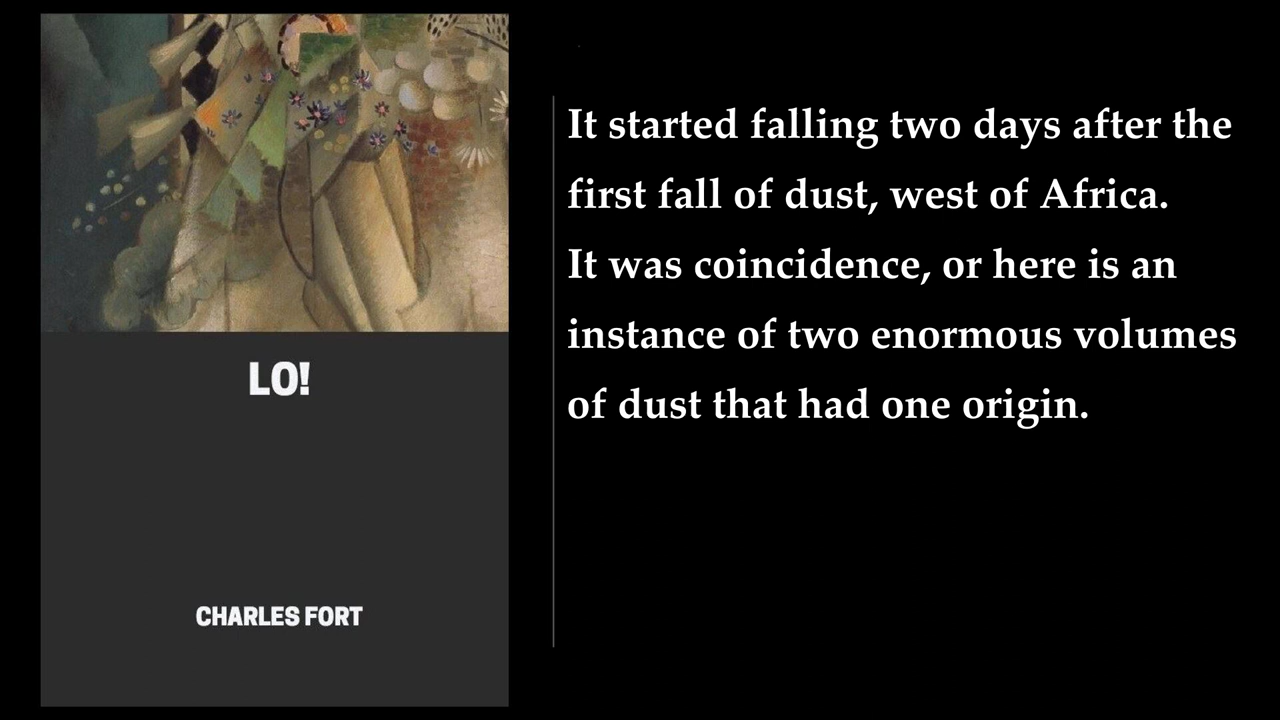 LO!
CHARLES FORT
It started falling two days after the
first fall of dust, west of Africa.
It was coincidence, or here is an
instance of two enormous volumes
of dust that had one origin.